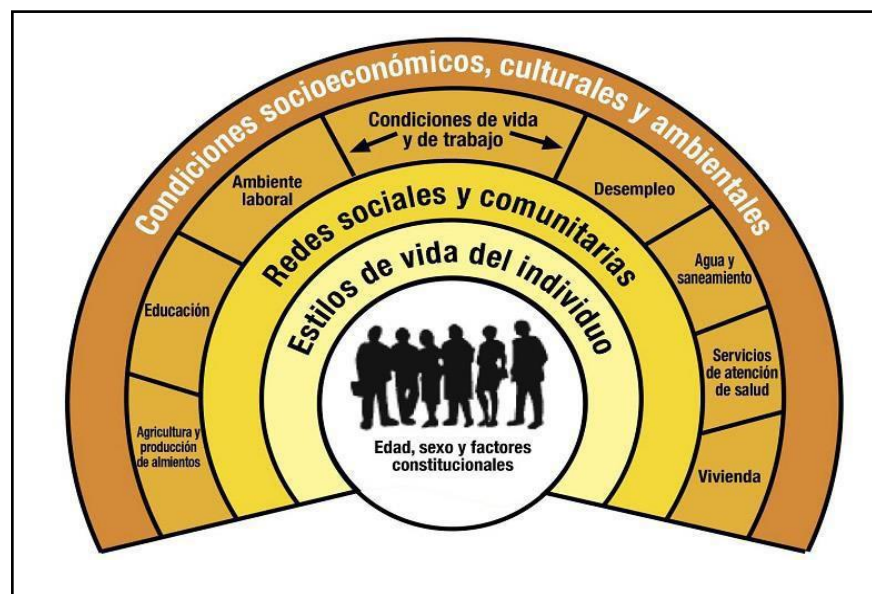 Condiciones socioeconómicos, culturales y ambientales
Condiciones de vida
y de trabajo
Ambiente
laboral
Desempleo
Redes sociales y comunitarias
Agua y
saneamiento
Estilos de vida del individuo
Educación
Servicios
de atención
de salud
Agricultura y
producción
de almientos
Edad, sexo y factores
constitucionales
Vivienda